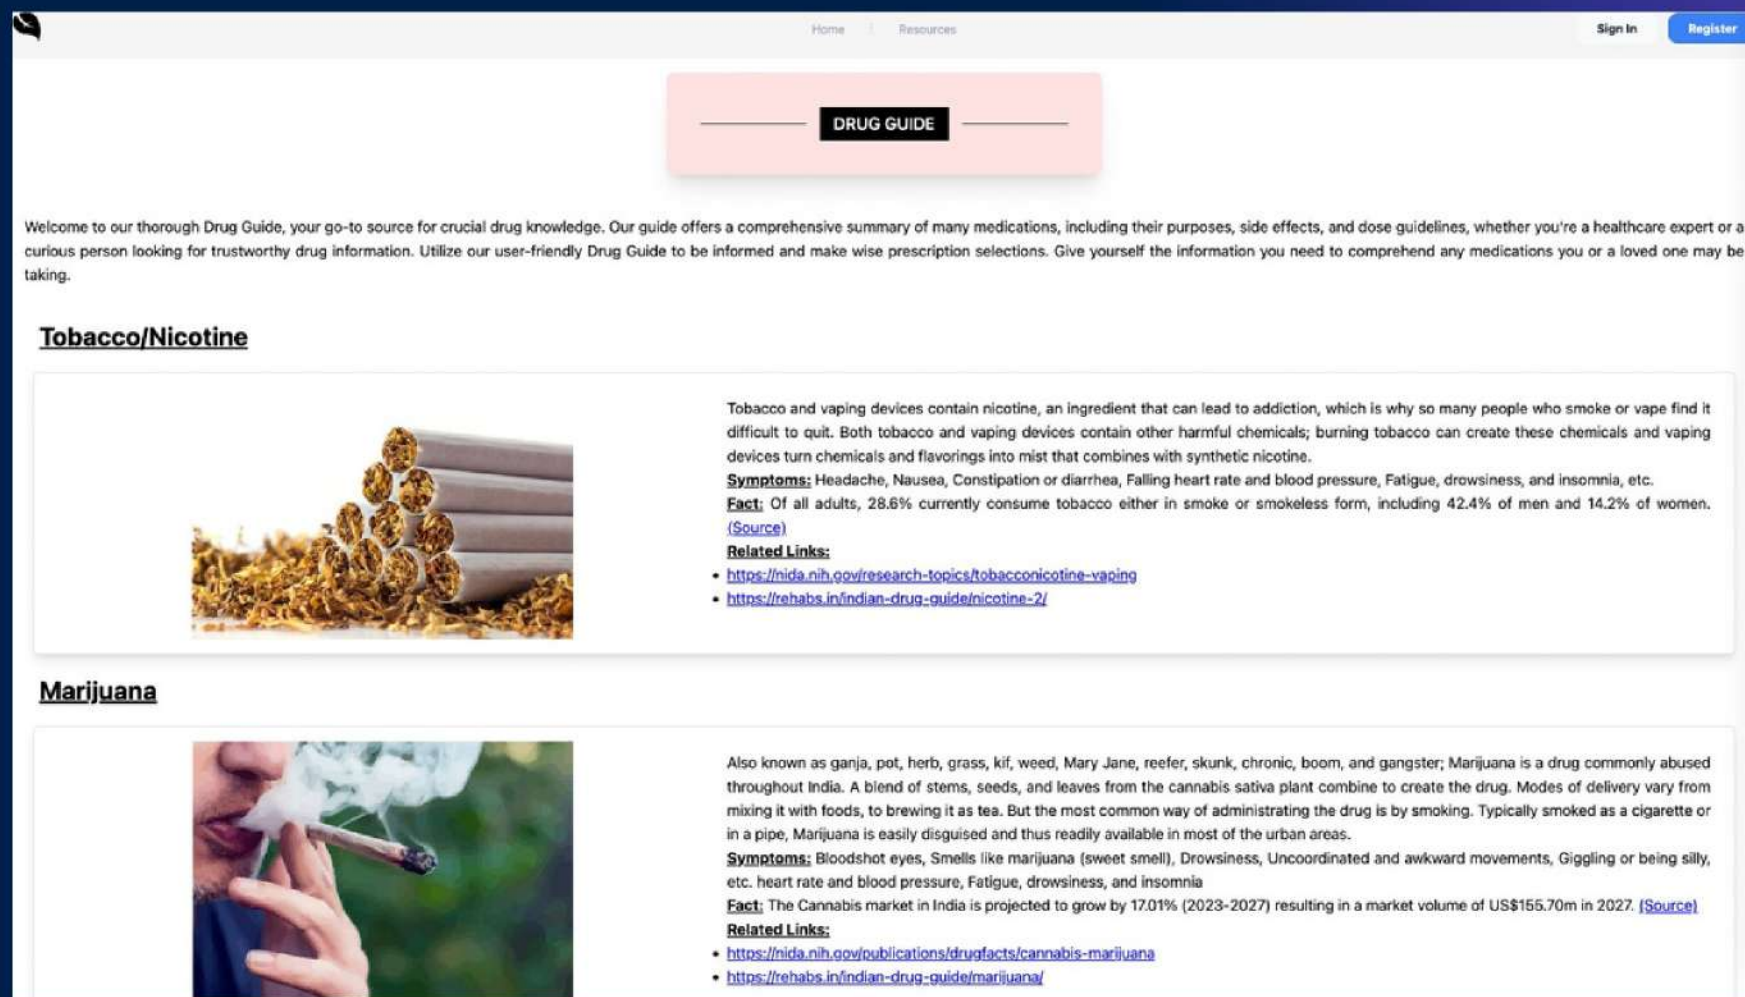 Home | Resources
Sign In
Register
DRUG GUIDE
Welcome to our thorough Drug Guide, your go-to source for crucial drug knowledge. Our guide offers a comprehensive summary of many medications, including their purposes, side effects, and dose guidelines, whether you're a healthcare expert or a
curious person looking for trustworthy drug information. Utilize our user-friendly Drug Guide to be informed and make wise prescription selections. Give yourself the information you need to comprehend any medications you or a loved one may be
taking.
Tobacco/Nicotine
Tobacco and vaping devices contain nicotine, an ingredient that can lead to addiction, which is why so many people who smoke or vape find it
difficult to quit. Both tobacco and vaping devices contain other harmful chemicals; burning tobacco can create these chemicals and vaping
devices turn chemicals and flavorings into mist that combines with synthetic nicotine.
Symptoms: Headache, Nausea, Constipation or diarrhea, Falling heart rate and blood pressure, Fatigue, drowsiness, and insomnia, etc.
Fact: Of all adults, 28.6% currently consume tobacco either in smoke or smokeless form, including 42.4% of men and 14.2% of women.
(Source)
Related Links:
• https://nida.nih.gov/research-topics/tobacconicotine-vaping
• https://rehabs.in/indian-drug-guide/nicotine-2/
Marijuana
Also known as ganja, pot, herb, grass, kif, weed, Mary Jane, reefer, skunk, chronic, boom, and gangster; Marijuana is a drug commonly abused
throughout India. A blend of stems, seeds, and leaves from the cannabis sativa plant combine to create the drug. Modes of delivery vary from
mixing it with foods, to brewing it as tea. But the most common way of administrating the drug is by smoking. Typically smoked as a cigarette or
in a pipe, Marijuana is easily disguised and thus readily available in most of the urban areas.
Symptoms: Bloodshot eyes, Smells like marijuana (sweet smell), Drowsiness, Uncoordinated and awkward movements, Giggling or being silly,
etc. heart rate and blood pressure, Fatigue, drowsiness, and insomnia
Fact: The Cannabis market in India is projected to grow by 17.01% (2023-2027) resulting in a market volume of US$155.70m in 2027. (Source)
Related Links:
• https://nida.nih.gov/publications/drugfacts/cannabis-marijuana
• https://rehabs.in/indian-drug-guide/marijuana/